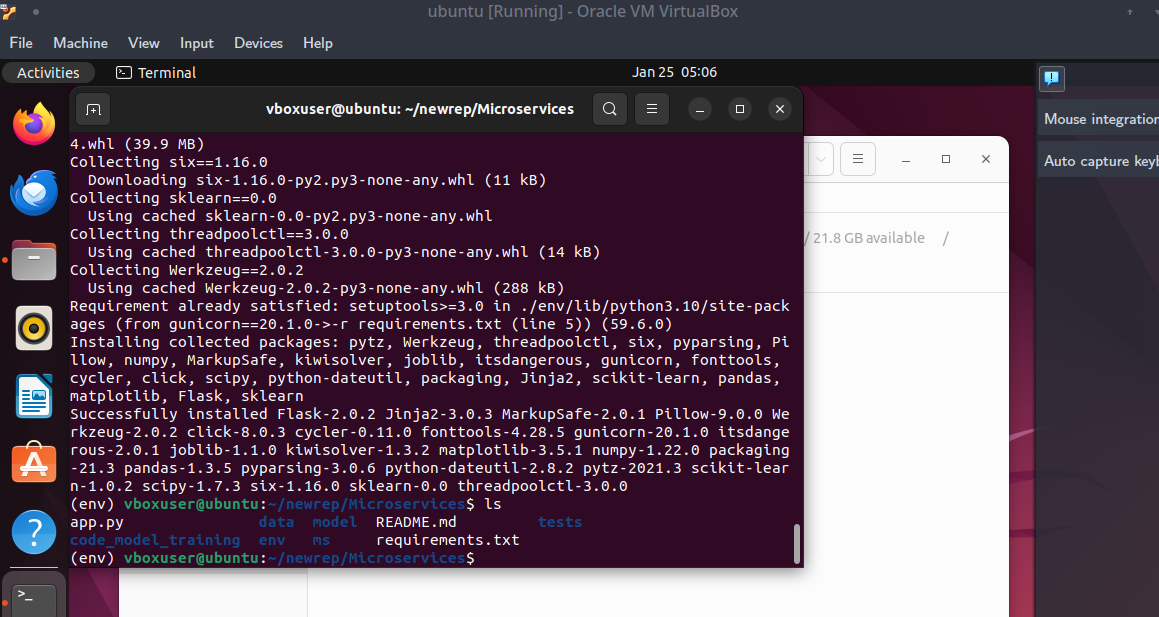 ubuntu [Running] - Oracle VM VirtualBox
File Machine View Input Devices Help
Activities Terminal Jan 25 05:06
vboxuser@ubuntu: ~/newrep/Microservices
4.whl (39.9 MB)
Collecting six==1.16.0
  Downloading six-1.16.0-py2.py3-none-any.whl (11 kB)
Collecting sklearn==0.0
  Using cached sklearn-0.0-py2.py3-none-any.whl
Collecting threadpoolctl==3.0.0
  Using cached threadpoolctl-3.0.0-py3-none-any.whl (14 kB)
Collecting Werkzeug==2.0.2
  Using cached Werkzeug-2.0.2-py3-none-any.whl (288 kB)
Requirement already satisfied: setuptools>=3.0 in ./env/lib/python3.10/site-pack
ages (from gunicorn==20.1.0->-r requirements.txt (line 5)) (59.6.0)
Installing collected packages: pytz, Werkzeug, threadpoolctl, six, pyparsing, Pi
llow, numpy, MarkupSafe, kiwisolver, joblib, itsdangerous, gunicorn, fonttools,
cycler, click, scipy, python-dateutil, packaging, Jinja2, scikit-learn, pandas,
matplotlib, Flask, sklearn
Successfully installed Flask-2.0.2 Jinja2-3.0.3 MarkupSafe-2.0.1 Pillow-9.0.0 We
rkzeug-2.0.2 click-8.0.3 cycler-0.11.0 fonttools-4.28.5 gunicorn-20.1.0 itsdange
rous-2.0.1 joblib-1.1.0 kiwisolver-1.3.2 matplotlib-3.5.1 numpy-1.22.0 packaging
-21.3 pandas-1.3.5 pyparsing-3.0.6 python-dateutil-2.8.2 pytz-2021.3 scikit-lear
n-1.0.2 scipy-1.7.3 six-1.16.0 sklearn-0.0 threadpoolctl-3.0.0
(env) vboxuser@ubuntu:~/newrep/Microservices$ ls
app.py data model README.md tests
code_model_training env ms requirements.txt
(env) vboxuser@ubuntu:~/newrep/Microservices$
/ 21.8 GB available /
Mouse integration
Auto capture keyb